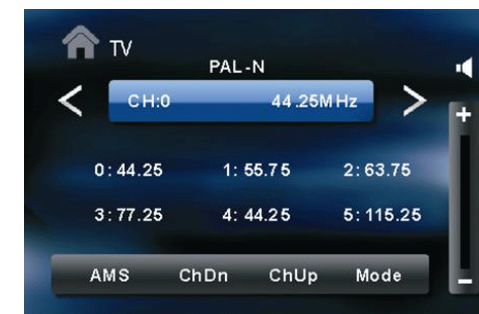 TV
PAL-N
< CH:0 44.25MHz >
+
0:44.25 1:55.75 2:63.75
3:77.25 4:44.25 5:115.25
AMS ChDn ChUp Mode
-